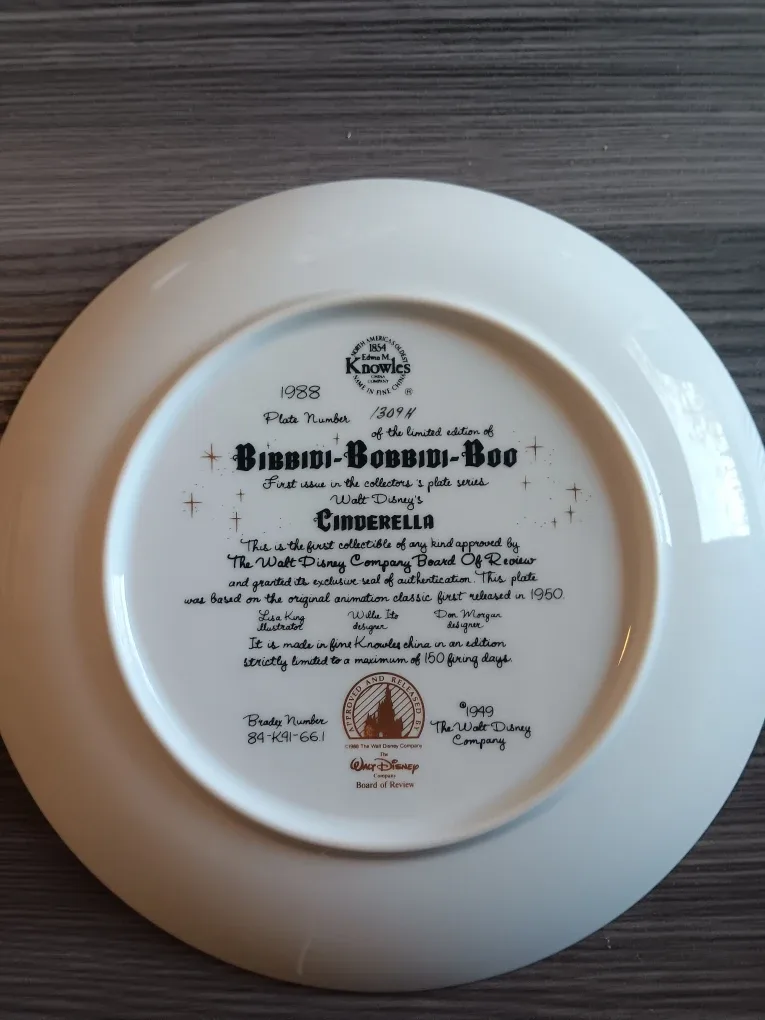 NORTH AMERICA'S OLDEST
1854
Edwin M.
Knowles
CHINA
COMPANY
NAME IN FINE CHINA
®
1988
Plate Number 1309H
of the limited edition of
BIBBIDI-BOBBIDI-BOO
First issue in the collector's plate series
Walt Disney's
CINDERELLA
This is the first collectible of any kind approved by
The Walt Disney Company Board Of Review
and granted its exclusive seal of authentication. This plate
was based on the original animation classic first released in 1950.
Lisa King Willie Ito Don Morgan
illustrator designer designer
It is made in fine Knowles china in an edition
strictly limited to a maximum of 150 firing days.
Bradex Number
84-K91-66.1
APPROVED AND RELEASED BY
©1988 The Walt Disney Company
The
WALT DISNEY
Company
Board of Review
©1949
The Walt Disney
Company